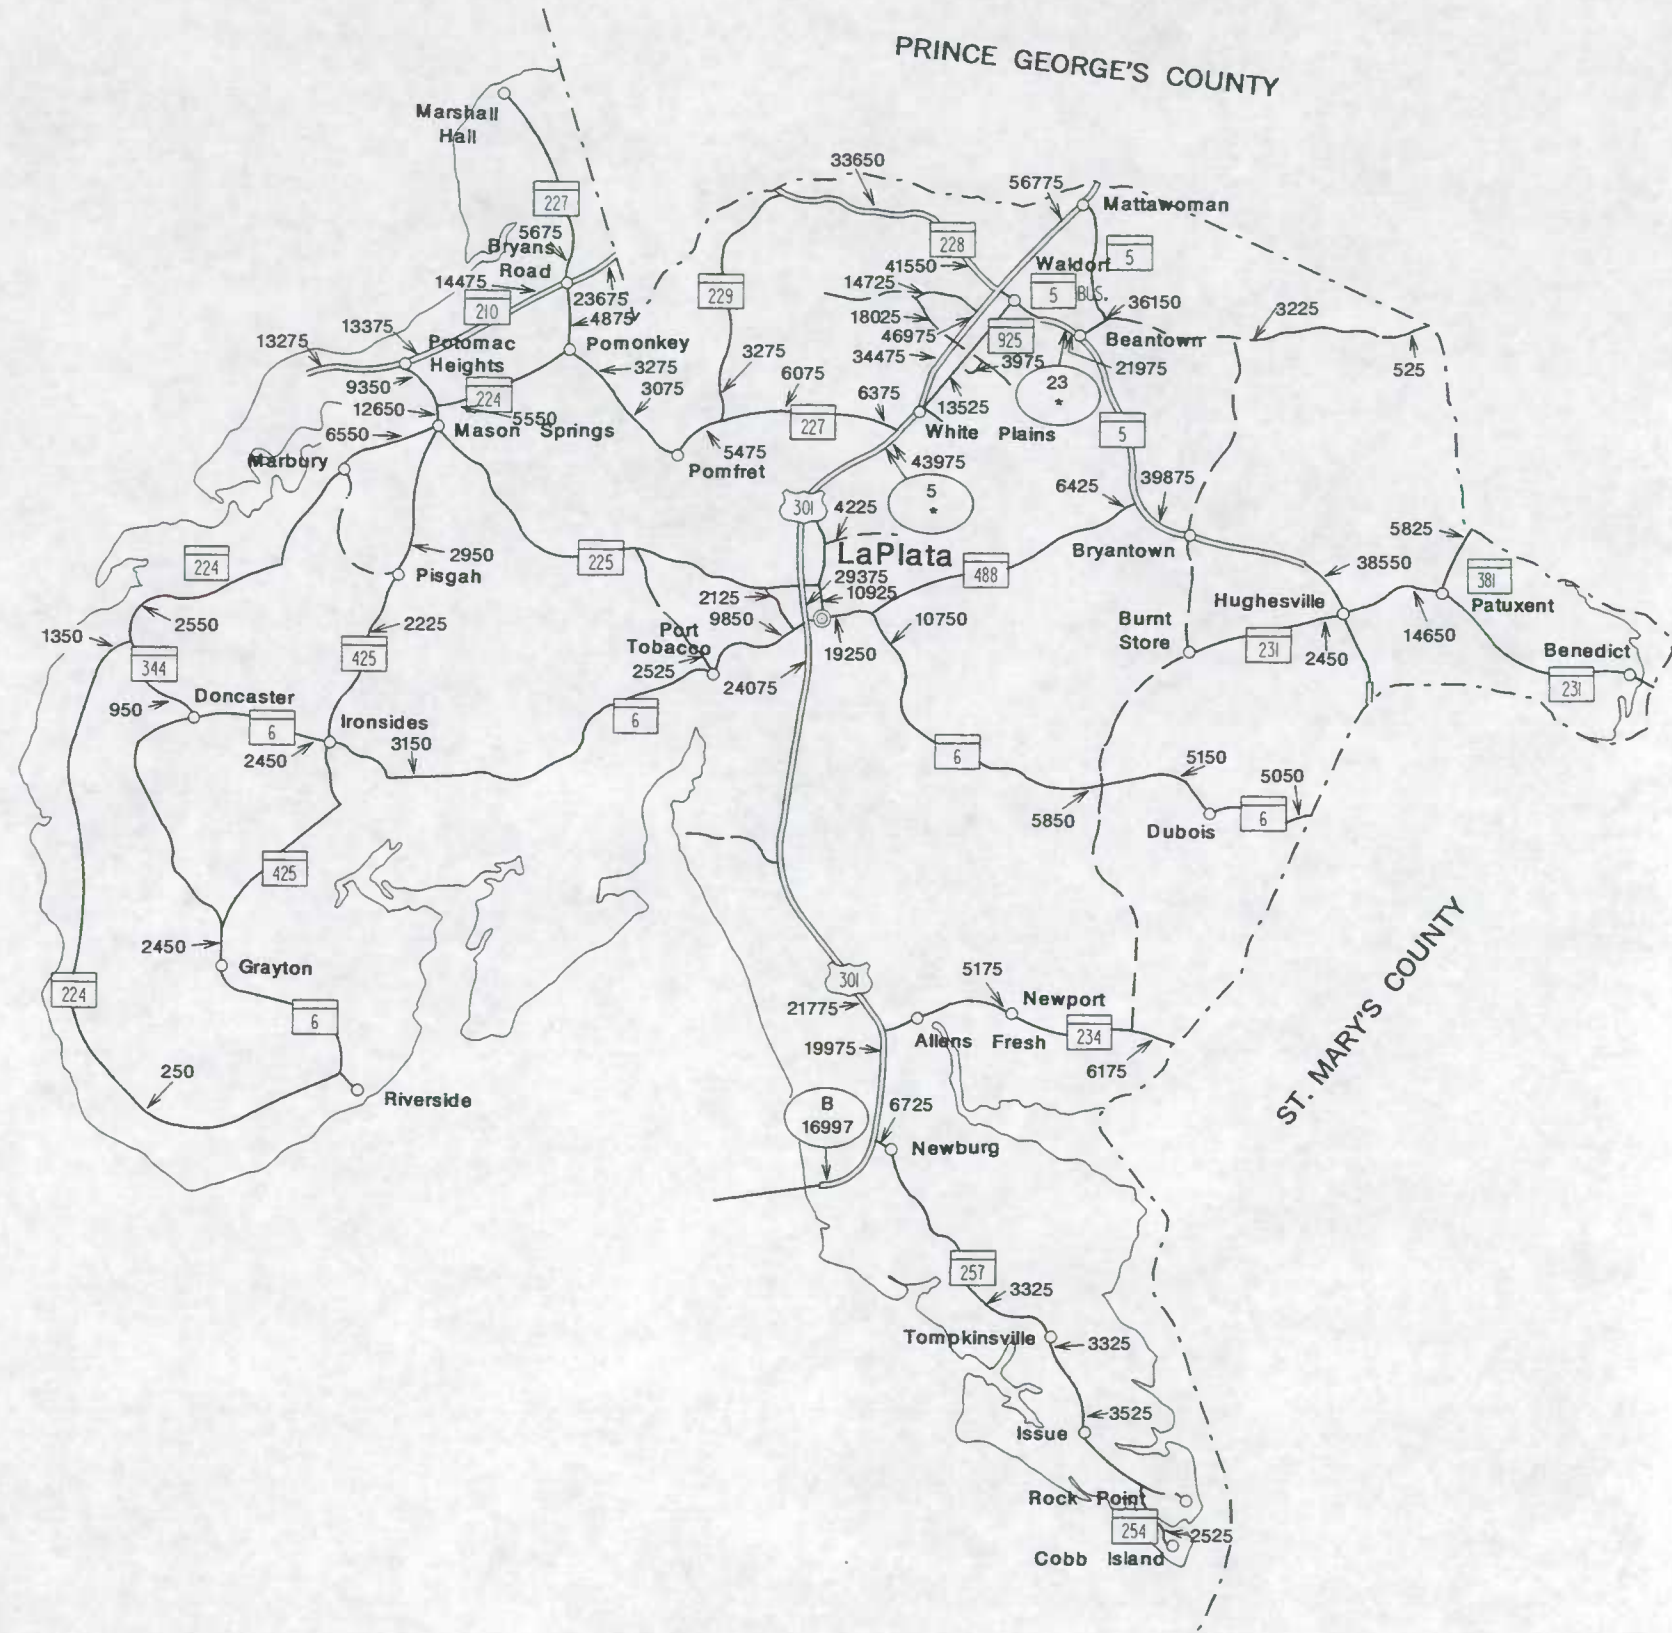 PRINCE GEORGE'S COUNTY
Marshall
Hall
33650
56775
Mattawoman
227
5675
Bryans
Road
228
5
41550
Waldorf
14475
14725
5
BUS.
229
210
23675
36150
3225
4875
18025
13375
46975
925
13275
Potomac
Heights
Pomonkey
34475
3975
Beantown
3275
3275
21975
525
9350
224
3075
6075
6375
23
*
12650
5550
13525
6550
Mason Springs
227
White Plains
5
Marbury
5475
Pomfret
43975
5
*
6425
39875
301
4225
5825
224
2950
225
LaPlata
Bryantown
38550
Pisgah
488
381
29375
2125
10925
Hughesville
Patuxent
1350
2550
2225
9850
10750
Burnt
Store
14650
Port
Tobacco
344
425
2525
19250
231
2450
Benedict
24075
231
950
Doncaster
6
Ironsides
6
2450
3150
6
5150
5050
5850
Dubois
6
425
2450
Grayton
ST. MARY'S COUNTY
224
301
5175
6
21775
Newport
Allens Fresh
234
19975
6175
250
Riverside
B
16997
6725
Newburg
257
3325
Tompkinsville
3325
3525
Issue
Rock Point
254
2525
Cobb Island